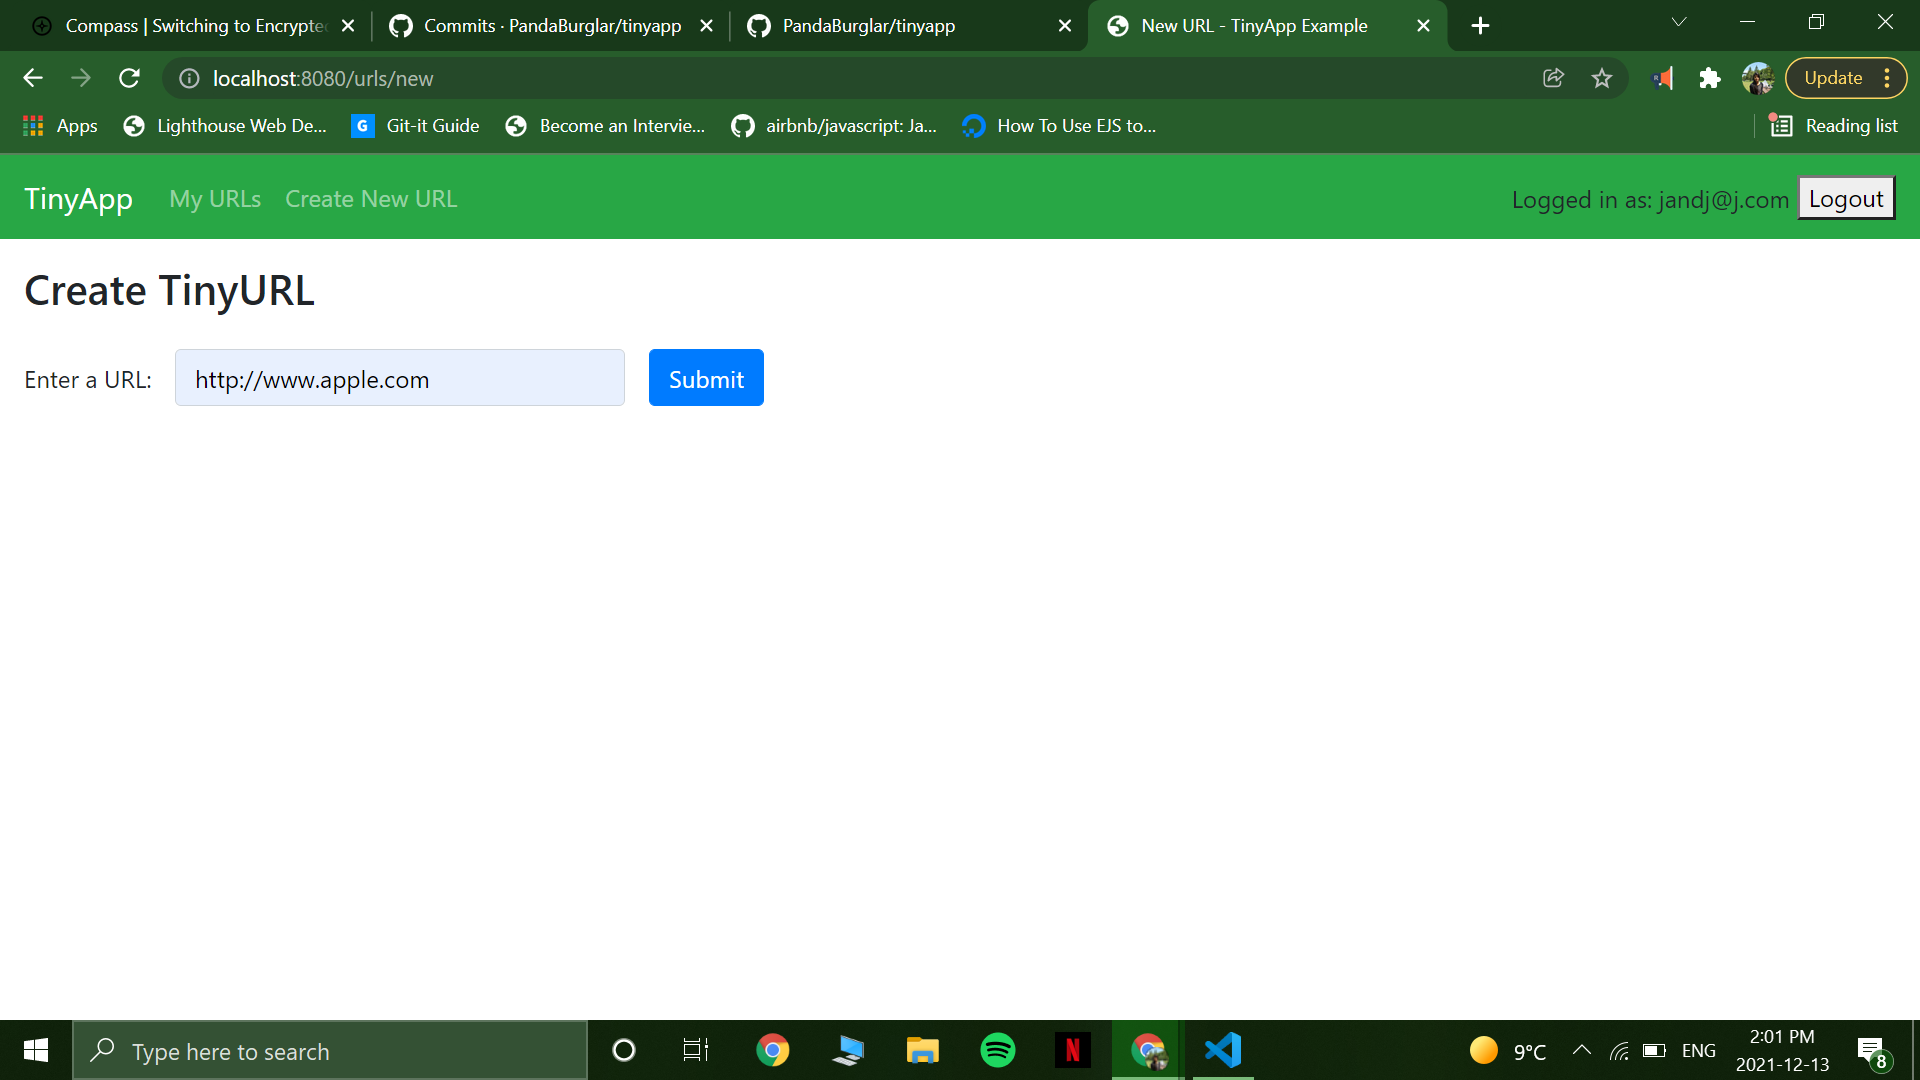 Compass | Switching to Encrypte
Commits · PandaBurglar/tinyapp
PandaBurglar/tinyapp
New URL - TinyApp Example
localhost:8080/urls/new
Update
Apps
Lighthouse Web De...
G
Git-it Guide
Become an Intervie...
airbnb/javascript: Ja...
How To Use EJS to...
Reading list
TinyApp
My URLs
Create New URL
Logged in as: jandj@j.com
Logout
Create TinyURL
Enter a URL:
http://www.apple.com
Submit
Type here to search
N
9°C
ENG
2:01 PM
2021-12-13
8